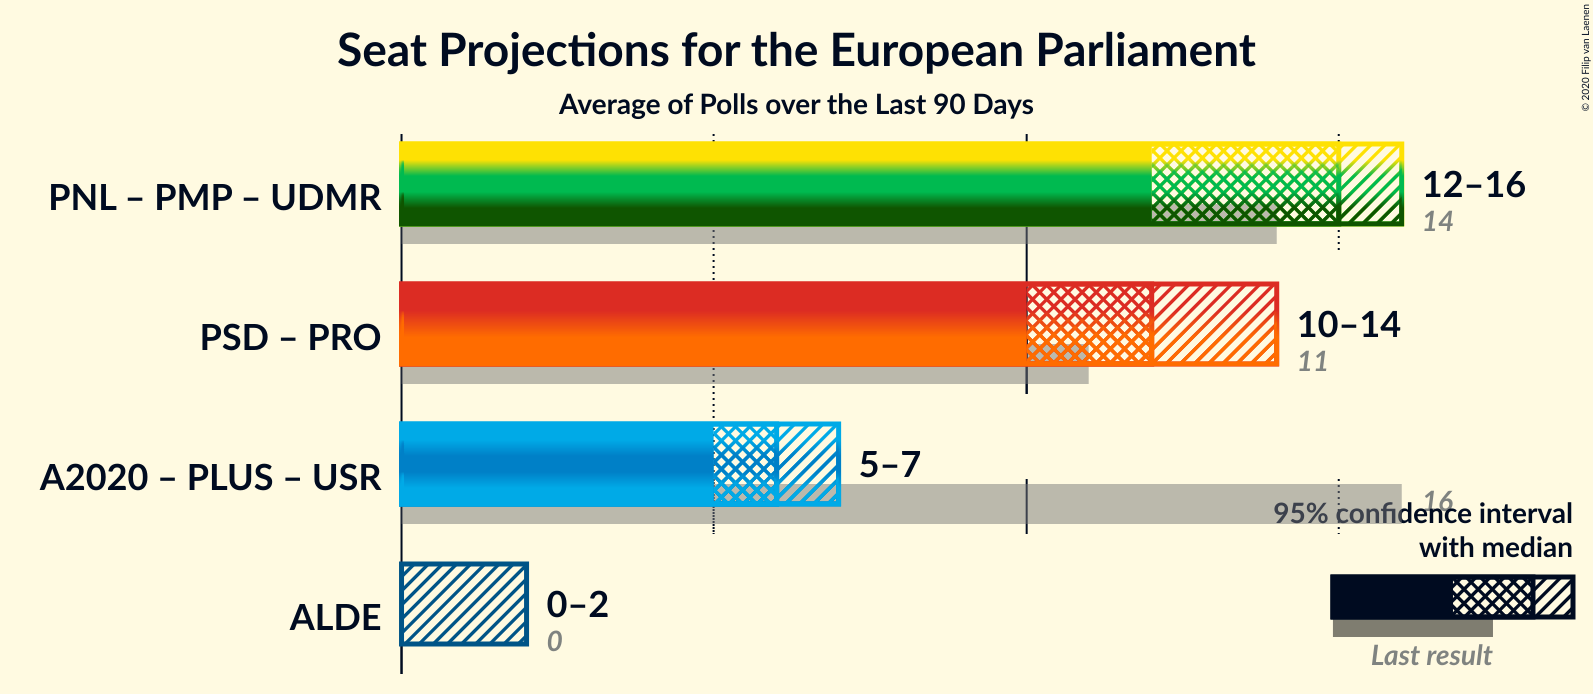 Seat Projections for the European Parliament
Average of Polls over the Last 90 Days
© 2020 Filip van Laenen
PNL – PMP – UDMR
12–16
14
PSD – PRO
10–14
11
A2020 – PLUS – USR
5–7
16
95% confidence interval
with median
ALDE
0–2
0
Last result